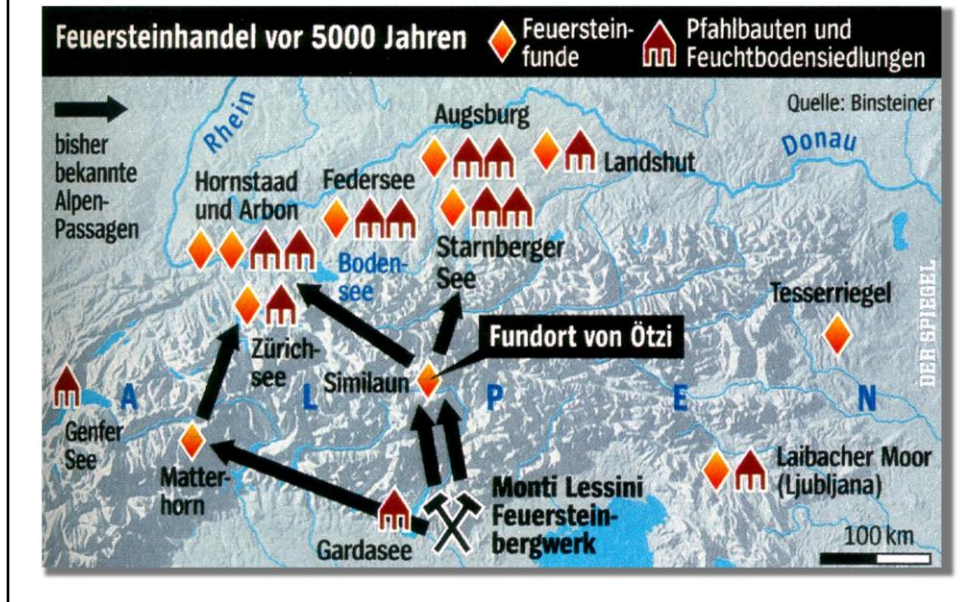 Feuersteinhandel vor 5000 Jahren
Feuerstein-
funde
Pfahlbauten und
Feuchtbodensiedlungen
Quelle: Binsteiner
bisher
bekannte
Alpen-
Passagen
Rhein
Augsburg
Donau
Landshut
Hornstaad
und Arbon
Federsee
Starnberger
See
Boden-
see
Tesserriegel
DER SPIEGEL
Zürich-
see
Fundort von Ötzi
Similaun
A L P E N
Genfer
See
Matter-
horn
Laibacher Moor
(Ljubljana)
Monti Lessini
Feuerstein-
bergwerk
Gardasee
100 km